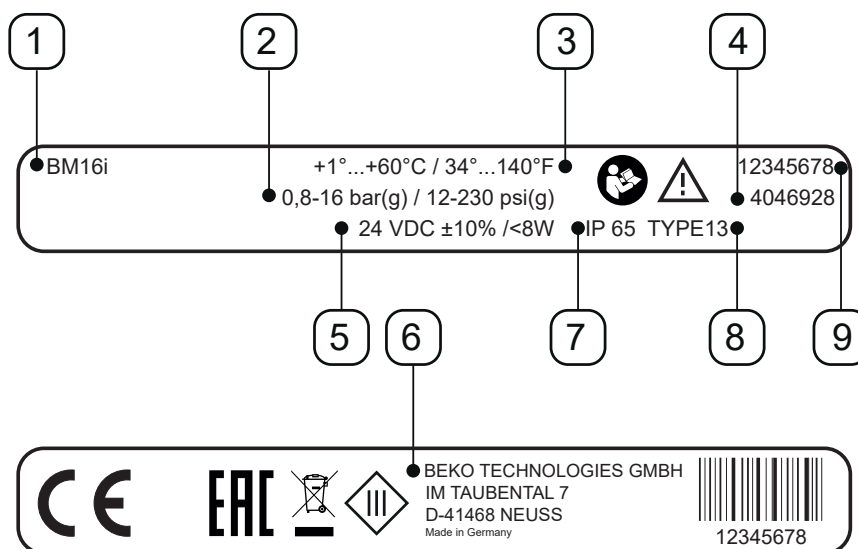 1 2 3 4
BM16i +1°...+60°C / 34°...140°F 12345678
0,8-16 bar(g) / 12-230 psi(g) 4046928
24 VDC ±10% /<8W IP 65 TYPE13
5 6 7 8 9
CE EAC III BEKO TECHNOLOGIES GMBH
IM TAUBENTAL 7
D-41468 NEUSS
Made in Germany
12345678